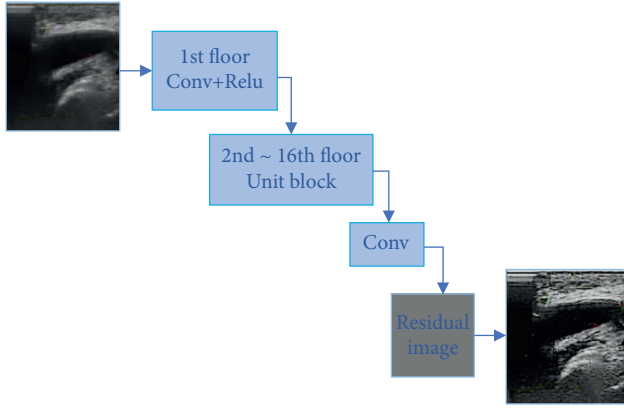 1st floor
Conv+Relu
2nd ~ 16th floor
Unit block
Conv
Residual
image